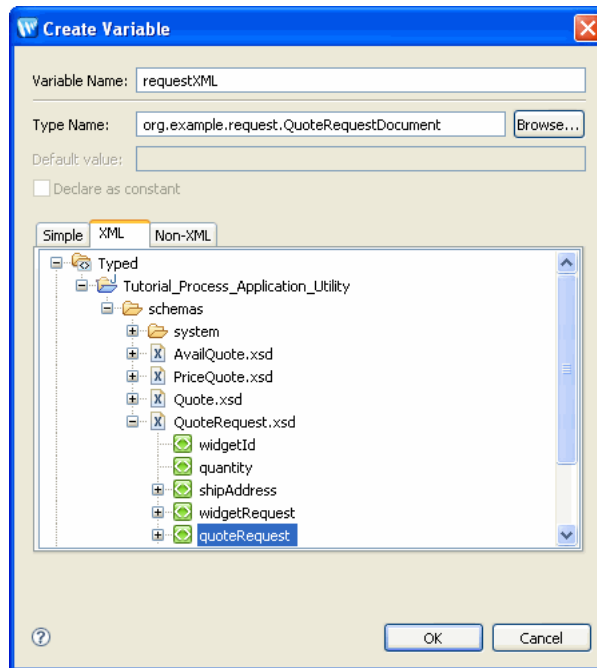 Create Variable
Variable Name: requestXML
Type Name: org.example.request.QuoteRequestDocument Browse...
Default value:
Declare as constant
Simple XML Non-XML
Typed
Tutorial_Process_Application_Utility
schemas
system
AvailQuote.xsd
PriceQuote.xsd
Quote.xsd
QuoteRequest.xsd
widgetId
quantity
shipAddress
widgetRequest
quoteRequest
OK Cancel